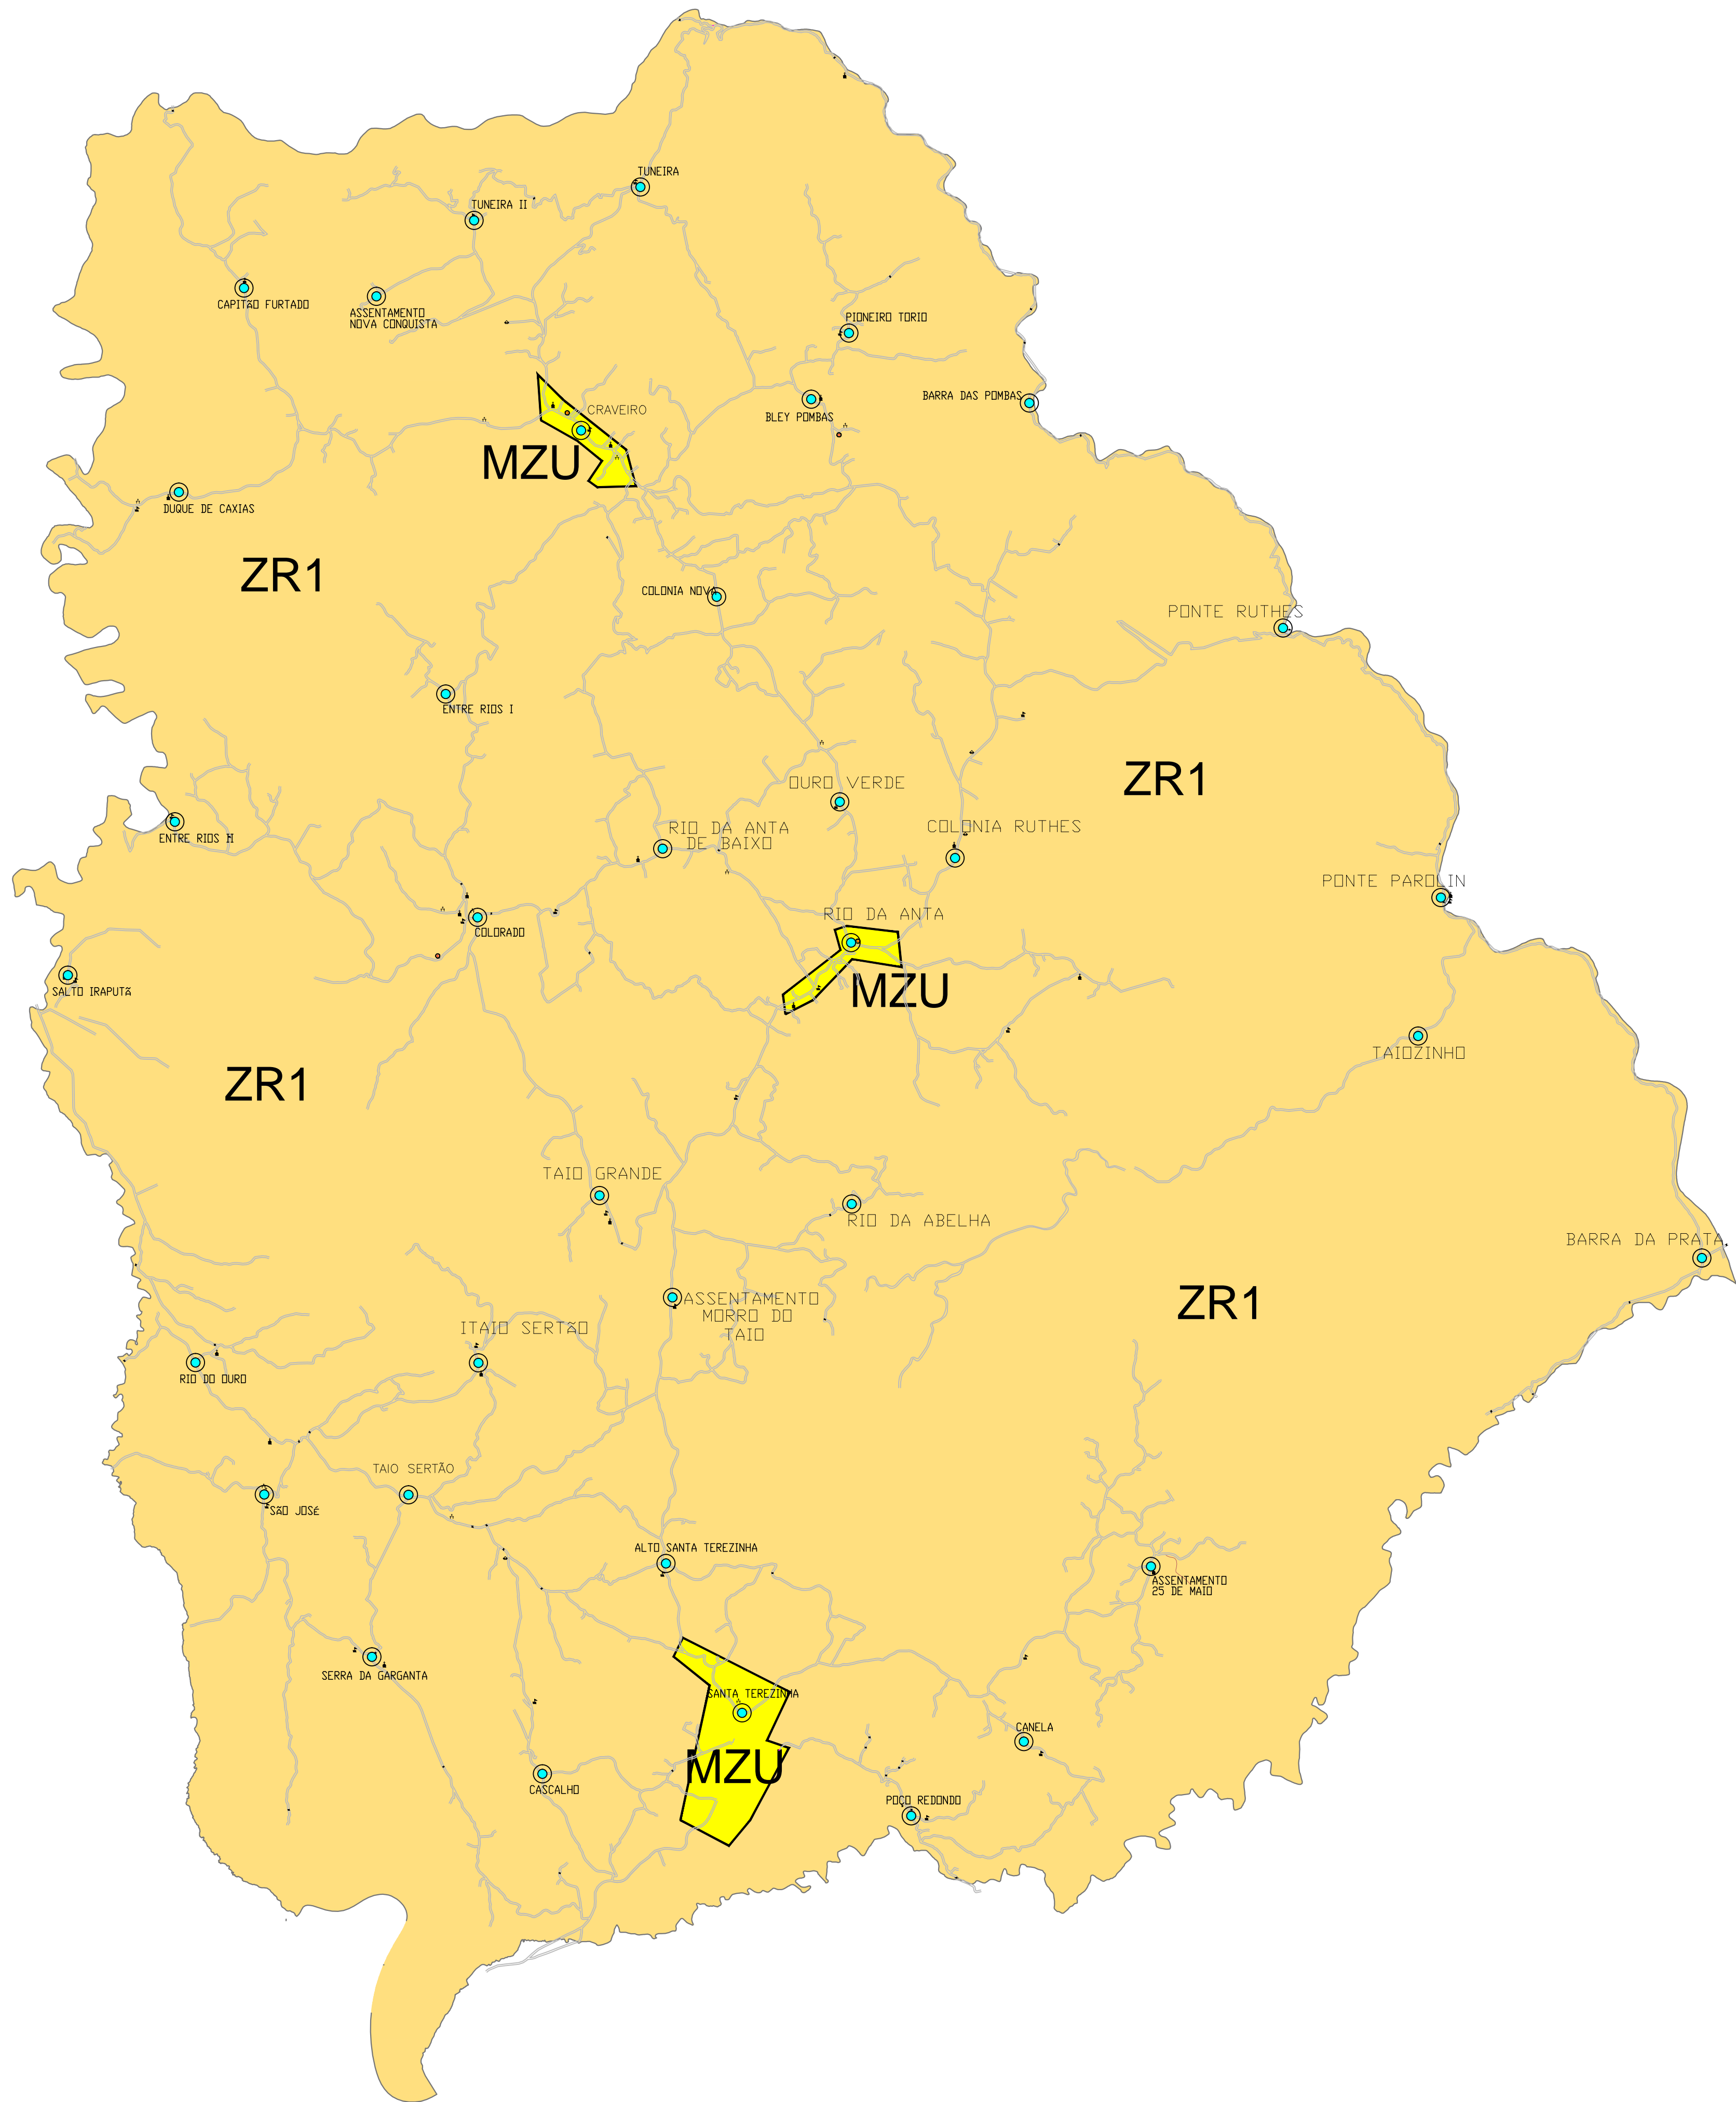 TUNEIRA
TUNEIRA II
CAPITÃO FURTADO
ASSENTAMENTO
NOVA CONQUISTA
PIONEIRO TORIO
BARRA DAS POMBAS
BLEY POMBAS
CRAVEIRO
MZU
DUQUE DE CAXIAS
ZR1
COLONIA NOVA
PONTE RUTHES
ENTRE RIOS I
ZR1
OURO VERDE
COLONIA RUTHES
RIO DA ANTA
DE BAIXO
ENTRE RIOS II
PONTE PAROLIN
RIO DA ANTA
COLORADO
SALTO IRAPUTÃ
MZU
TAIOZINHO
ZR1
TAIO GRANDE
RIO DA ABELHA
BARRA DA PRATA
ASSENTAMENTO
MORRO DO
TAIO
ZR1
ITAIO SERTÃO
RIO DO OURO
TAIO SERTÃO
SÃO JOSÉ
ALTO SANTA TEREZINHA
ASSENTAMENTO
25 DE MAIO
SERRA DA GARGANTA
SANTA TEREZINHA
CANELA
MZU
CASCALHO
POÇO REDONDO